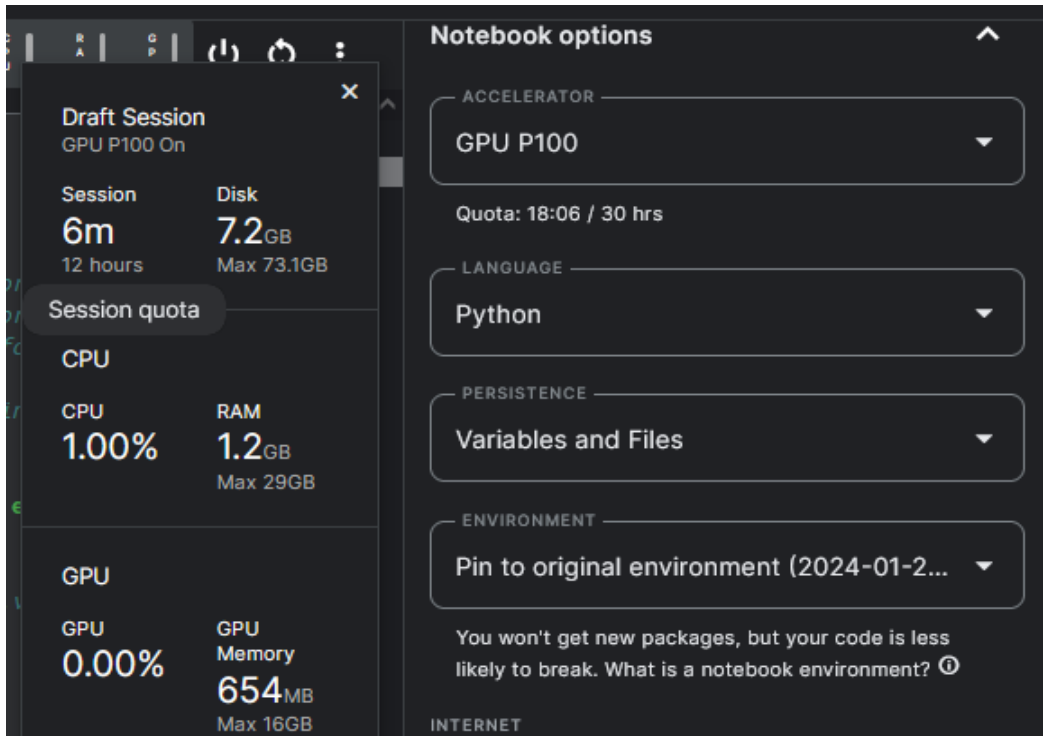 Notebook options
ACCELERATOR
GPU P100
Quota: 18:06 / 30 hrs
LANGUAGE
Python
PERSISTENCE
Variables and Files
ENVIRONMENT
Pin to original environment (2024-01-2...
You won't get new packages, but your code is less
likely to break. What is a notebook environment?
INTERNET
Draft Session
GPU P100 On
Session Disk
6m 7.2GB
12 hours Max 73.1GB
Session quota
CPU
CPU RAM
1.00% 1.2GB
Max 29GB
GPU
GPU GPU
Memory
0.00% 654MB
Max 16GB